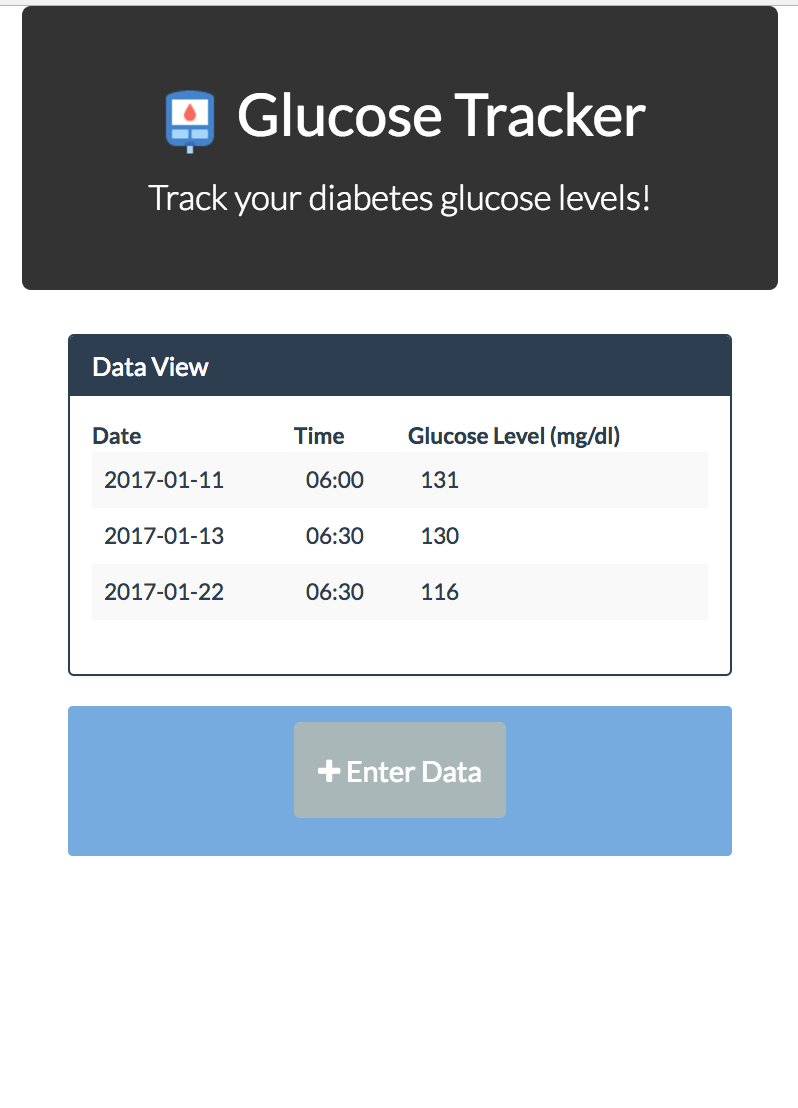 Glucose Tracker
Track your diabetes glucose levels!
Data View
Date Time Glucose Level (mg/dl)
2017-01-11 06:00 131
2017-01-13 06:30 130
2017-01-22 06:30 116
Enter Data